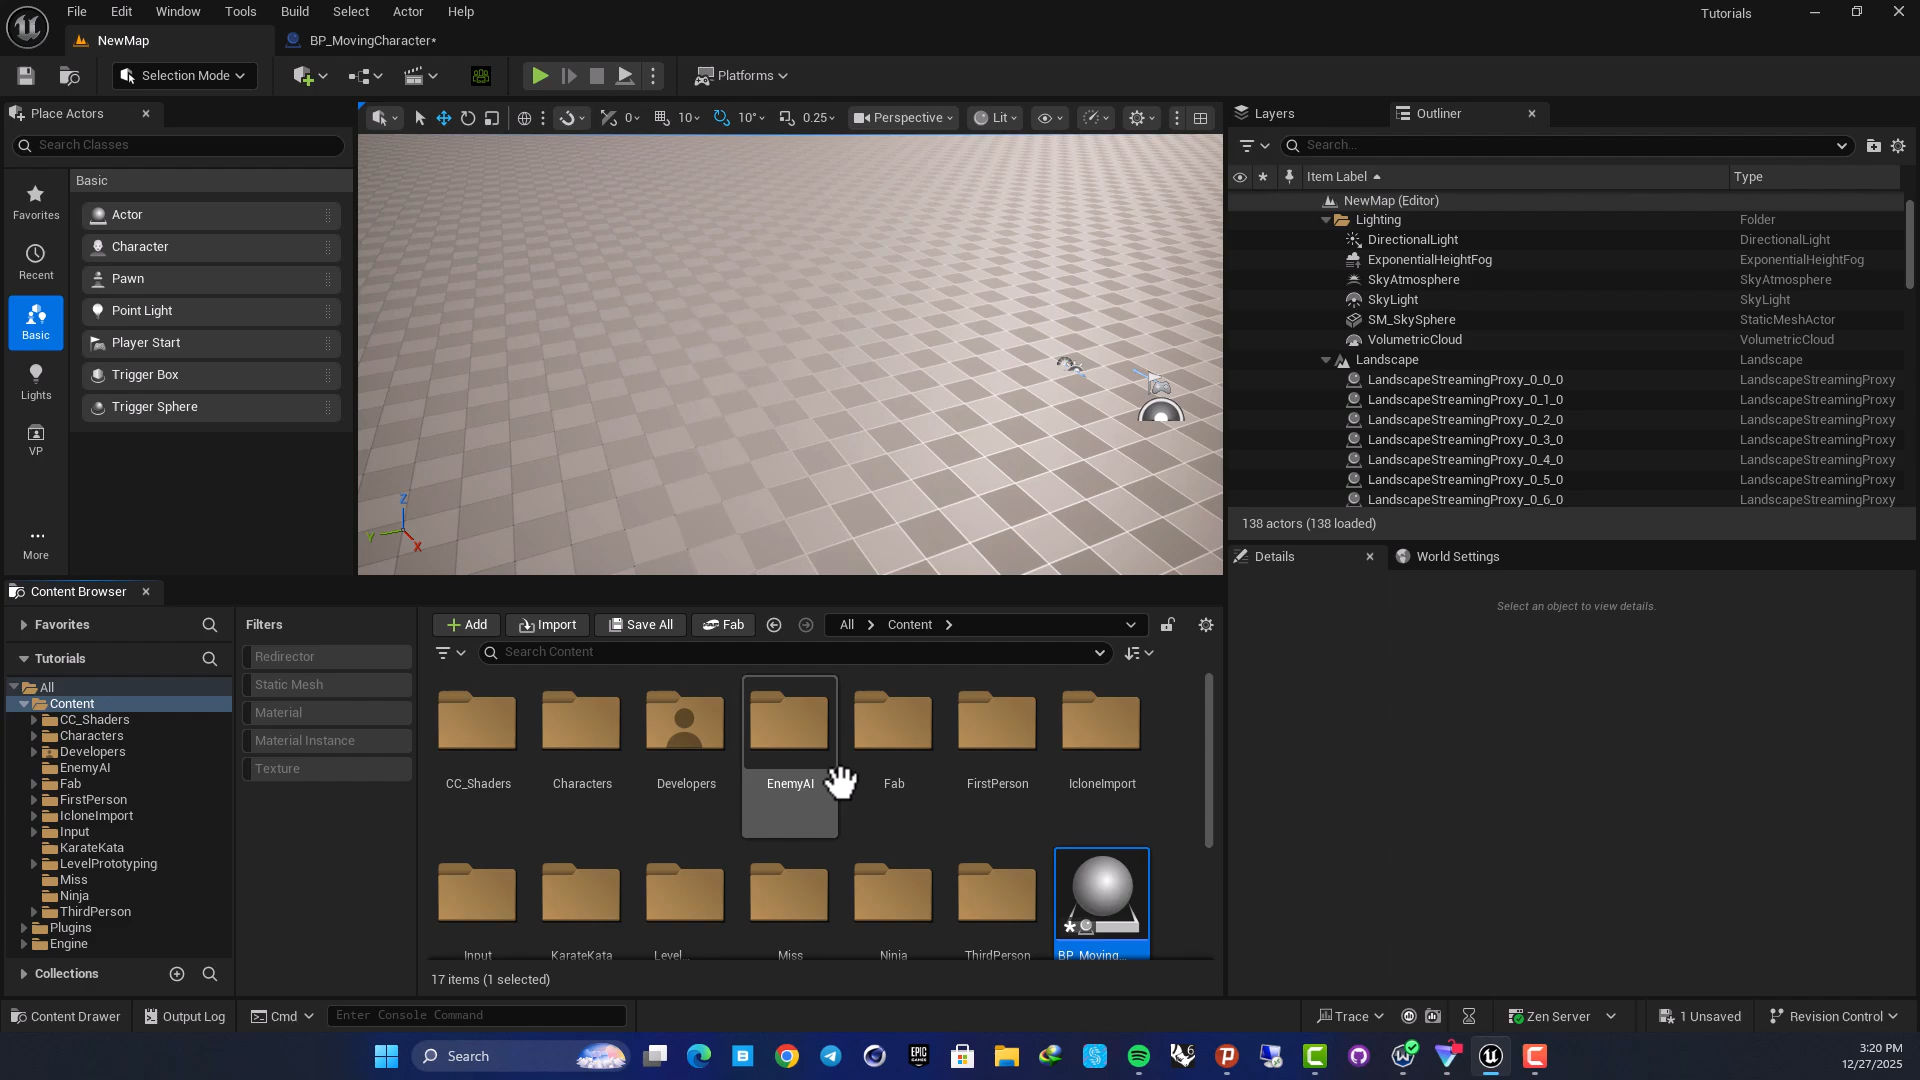 File Edit Window Tools Build Select Actor Help
Tutorials
NewMap
BP_MovingCharacter*
Selection Mode
Platforms
Place Actors
Search Classes
Basic
Favorites
Recent
Basic
Lights
VP
More
Actor
Character
Pawn
Point Light
Player Start
Trigger Box
Trigger Sphere
0 10 10° 0.25 Perspective Lit
Z
Y
X
Layers
Outliner
Search...
Item Label Type
NewMap (Editor)
Lighting Folder
DirectionalLight DirectionalLight
ExponentialHeightFog ExponentialHeightFog
SkyAtmosphere SkyAtmosphere
SkyLight SkyLight
SM_SkySphere StaticMeshActor
VolumetricCloud VolumetricCloud
Landscape Landscape
LandscapeStreamingProxy_0_0_0 LandscapeStreamingProxy
LandscapeStreamingProxy_0_1_0 LandscapeStreamingProxy
LandscapeStreamingProxy_0_2_0 LandscapeStreamingProxy
LandscapeStreamingProxy_0_3_0 LandscapeStreamingProxy
LandscapeStreamingProxy_0_4_0 LandscapeStreamingProxy
LandscapeStreamingProxy_0_5_0 LandscapeStreamingProxy
LandscapeStreamingProxy_0_6_0 LandscapeStreamingProxy
138 actors (138 loaded)
Details
World Settings
Select an object to view details.
Content Browser
Favorites
Tutorials
All
Content
CC_Shaders
Characters
Developers
EnemyAI
Fab
FirstPerson
IcloneImport
Input
KarateKata
LevelPrototyping
Miss
Ninja
ThirdPerson
Plugins
Engine
Collections
Filters
Redirector
Static Mesh
Material
Material Instance
Texture
Add Import Save All Fab All Content
Search Content
CC_Shaders Characters Developers EnemyAI Fab FirstPerson IcloneImport
Input KarateKata Level... Miss Ninja ThirdPerson BP_Moving...
17 items (1 selected)
Content Drawer Output Log Cmd Enter Console Command Trace Zen Server 1 Unsaved Revision Control
Search
EPIC GAMES
6
3:20 PM
12/27/2025